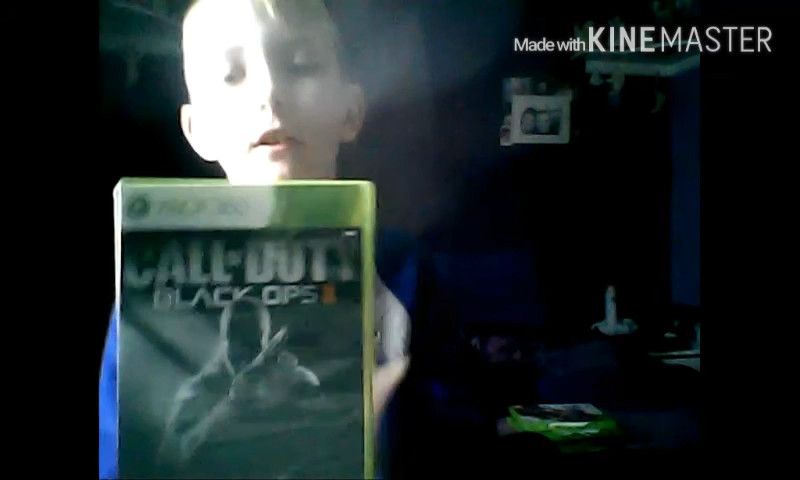 Made with KINEMASTER
XBOX 360
CALL OF DUTY
BLACK OPS II